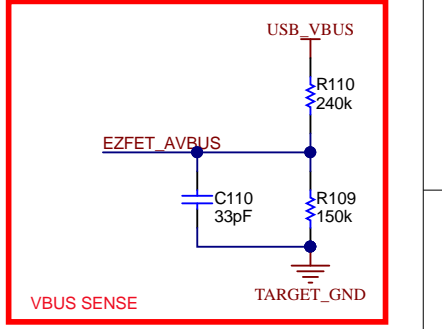 USB_VBUS
R110
240k
EZFET_AVBUS
C110
33pF
R109
150k
TARGET_GND
VBUS SENSE